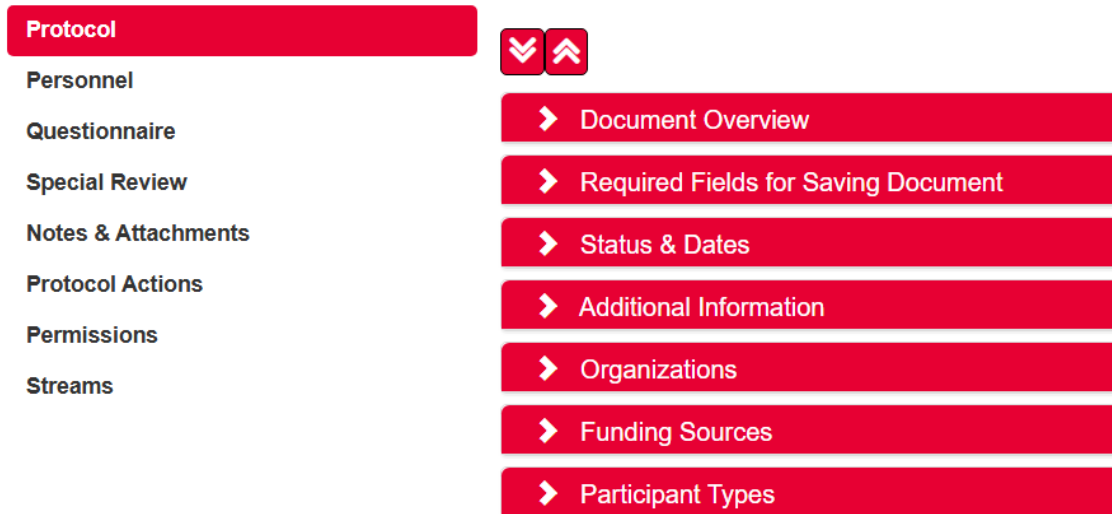 Protocol
Personnel
Questionnaire
Special Review
Notes & Attachments
Protocol Actions
Permissions
Streams
Document Overview
Required Fields for Saving Document
Status & Dates
Additional Information
Organizations
Funding Sources
Participant Types